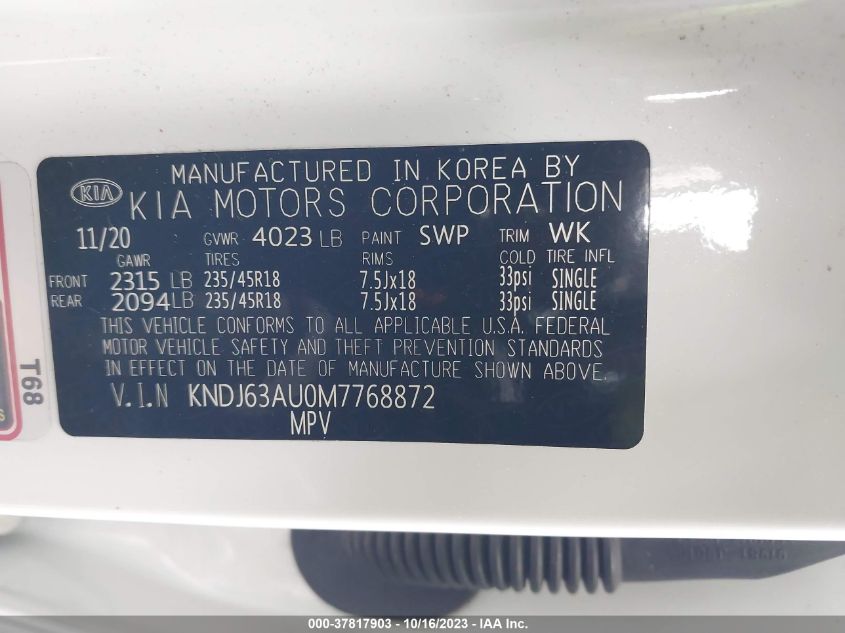 MANUFACTURED IN KOREA BY
KIA KIA MOTORS CORPORATION
11/20 GVWR 4023 LB PAINT SWP TRIM WK
GAWR TIRES RIMS COLD TIRE INFL
FRONT 2315 LB 235/45R18 7.5Jx18 33psi SINGLE
REAR 2094 LB 235/45R18 7.5Jx18 33psi SINGLE
THIS VEHICLE CONFORMS TO ALL APPLICABLE U.S.A. FEDERAL
MOTOR VEHICLE SAFETY AND THEFT PREVENTION STANDARDS
IN EFFECT ON THE DATE OF MANUFACTURE SHOWN ABOVE.
V.I.N KNDJ63AU0M7768872
MPV
T68
000-37817903 - 10/16/2023 - IAAI Inc.